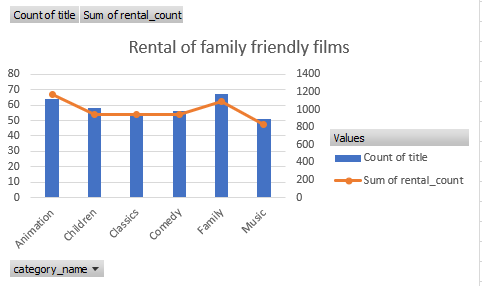 Count of title Sum of rental_count
Rental of family friendly films
80
70
60
50
40
30
20
10
0
1400
1200
1000
800
600
400
200
0
Animation
Children
Classics
Comedy
Family
Music
Values
Count of title
Sum of rental_count
category_name